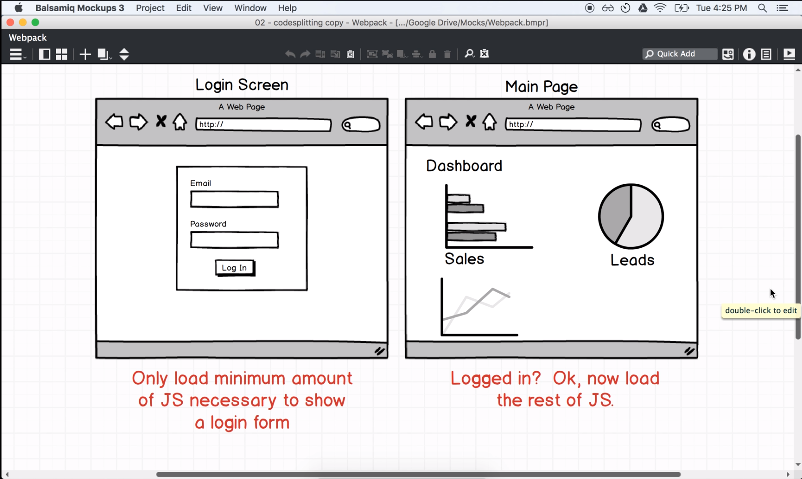 Balsamiq Mockups 3 Project Edit View Window Help
Tue 4:25 PM
02 - codesplitting copy - Webpack - [.../Google Drive/Mocks/Webpack.bmpr]
Webpack
Quick Add
Login Screen
Main Page
A Web Page
A Web Page
http://
http://
Email
Password
Log In
Dashboard
Sales
Leads
double-click to edit
Only load minimum amount
of JS necessary to show
a login form
Logged in? Ok, now load
the rest of JS.